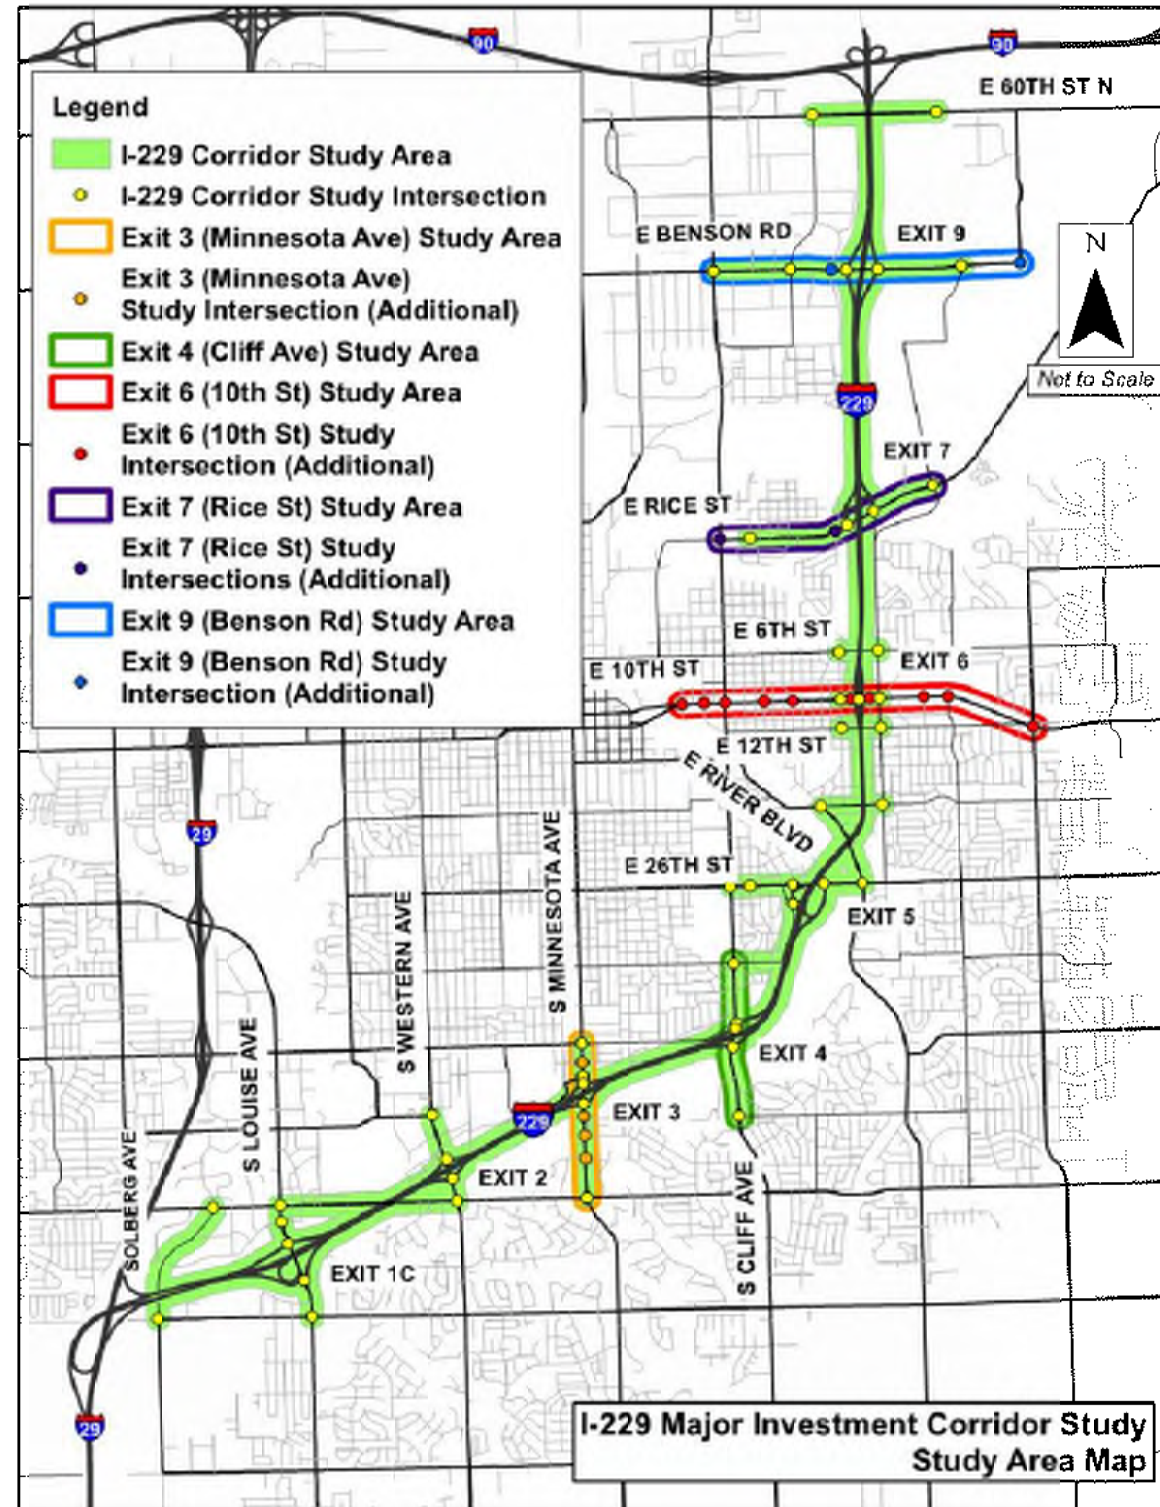 90
90
E 60TH ST N
Legend
I-229 Corridor Study Area
I-229 Corridor Study Intersection
Exit 3 (Minnesota Ave) Study Area
Exit 3 (Minnesota Ave)
Study Intersection (Additional)
Exit 4 (Cliff Ave) Study Area
Exit 6 (10th St) Study Area
Exit 6 (10th St) Study
Intersection (Additional)
Exit 7 (Rice St) Study Area
Exit 7 (Rice St) Study
Intersections (Additional)
Exit 9 (Benson Rd) Study Area
Exit 9 (Benson Rd) Study
Intersection (Additional)
E BENSON RD
EXIT 9
N
Not to Scale
229
EXIT 7
E RICE ST
E 6TH ST
E 10TH ST
EXIT 6
E 12TH ST
E RIVER BLVD
29
E 26TH ST
EXIT 5
S MINNESOTA AVE
S WESTERN AVE
S LOUISE AVE
SOLBERG AVE
EXIT 4
EXIT 3
229
EXIT 2
S CLIFF AVE
EXIT 1C
29
I-229 Major Investment Corridor Study
Study Area Map